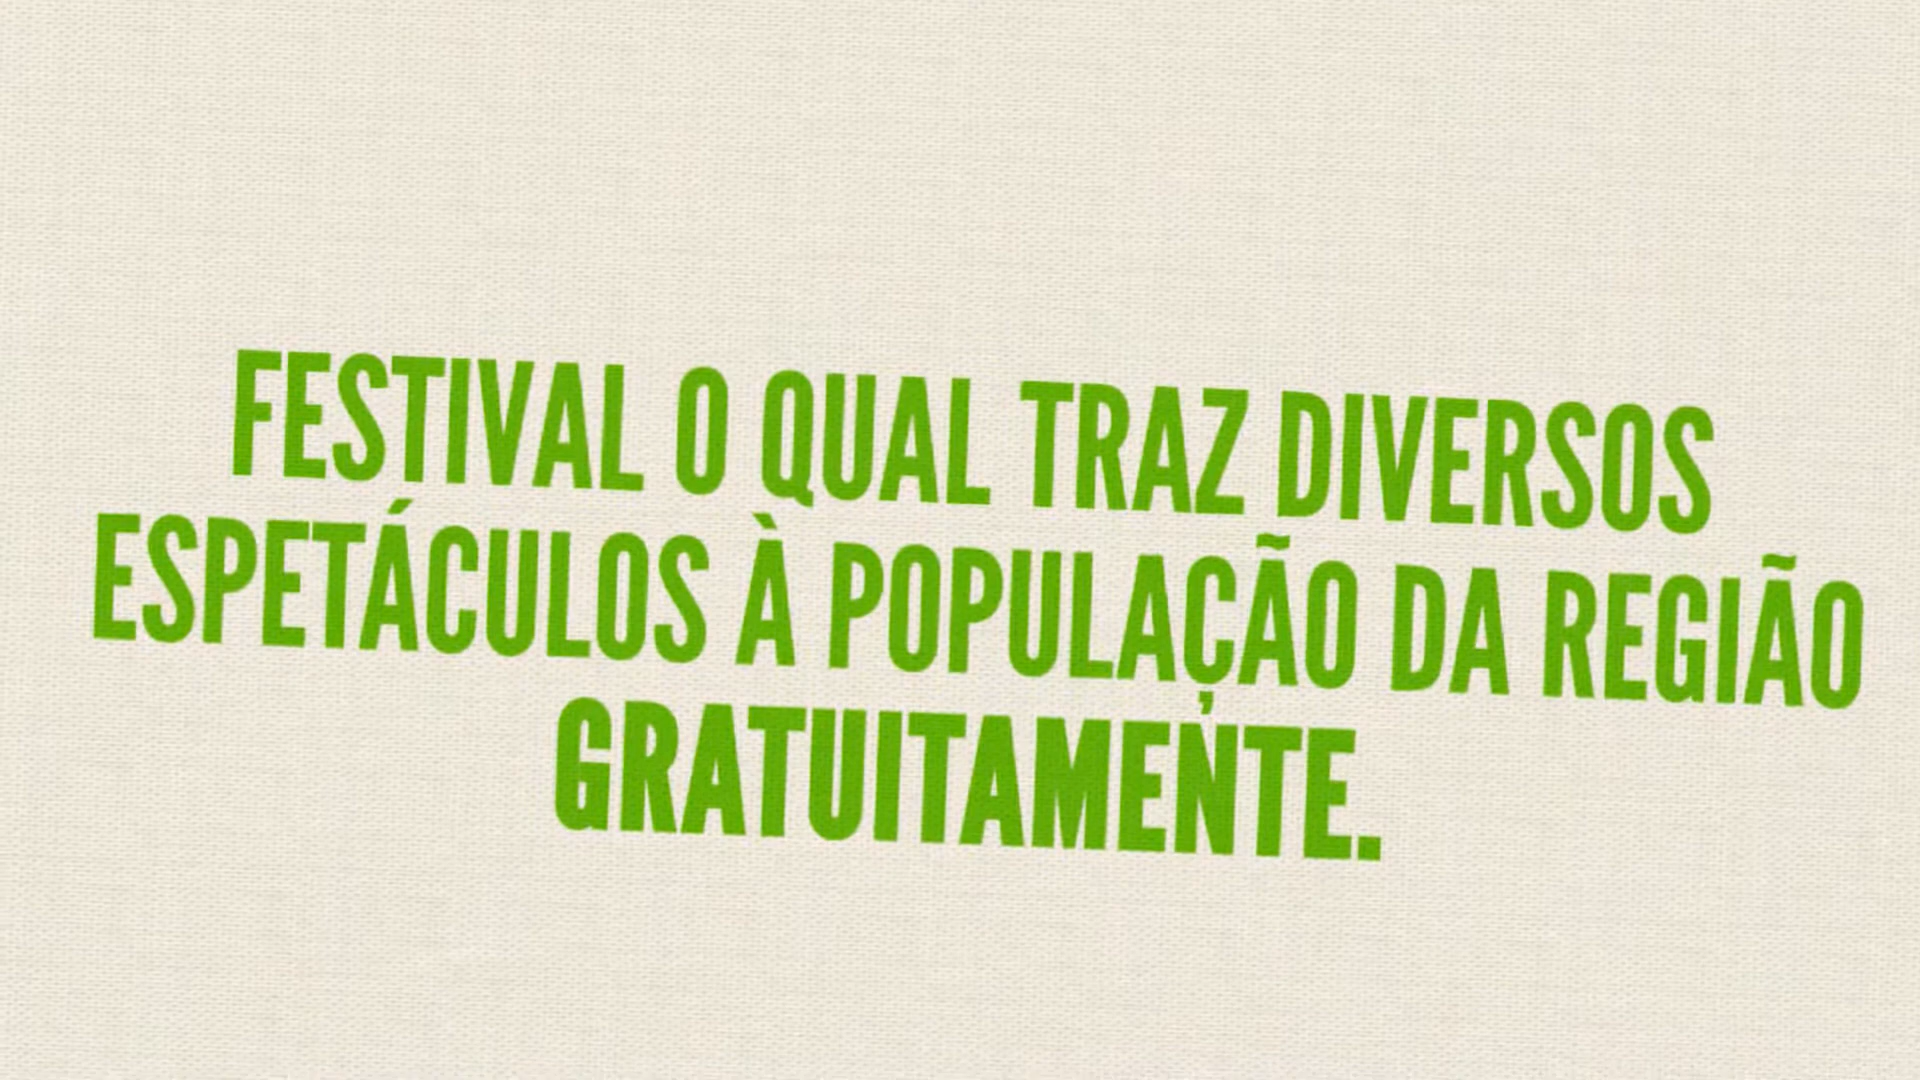 FESTIVAL O QUAL TRAZ DIVERSOS
ESPETÁCULOS À POPULAÇÃO DA REGIÃO
GRATUITAMENTE.